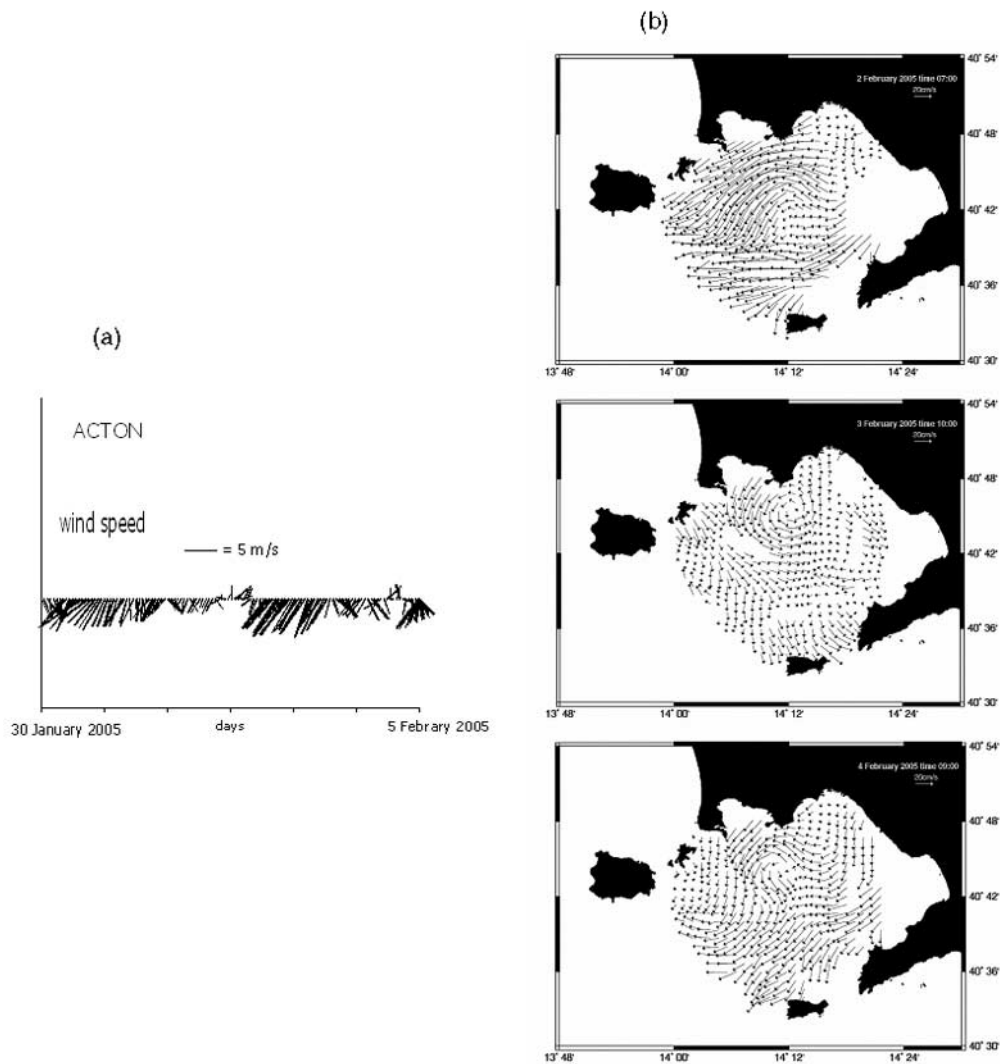 (b)
40° 54'
2 February 2005 time 07:00
20cm/s
40° 48'
40° 42'
40° 36'
40° 30'
13° 48' 14° 00' 14° 12' 14° 24'
(a)
ACTON
wind speed
= 5 m/s
30 January 2005 days 5 Febrary 2005
40° 54'
3 February 2005 time 10:00
20cm/s
40° 48'
40° 42'
40° 36'
40° 30'
13° 48' 14° 00' 14° 12' 14° 24'
40° 54'
4 February 2005 time 09:00
20cm/s
40° 48'
40° 42'
40° 36'
40° 30'
13° 48' 14° 00' 14° 12' 14° 24'